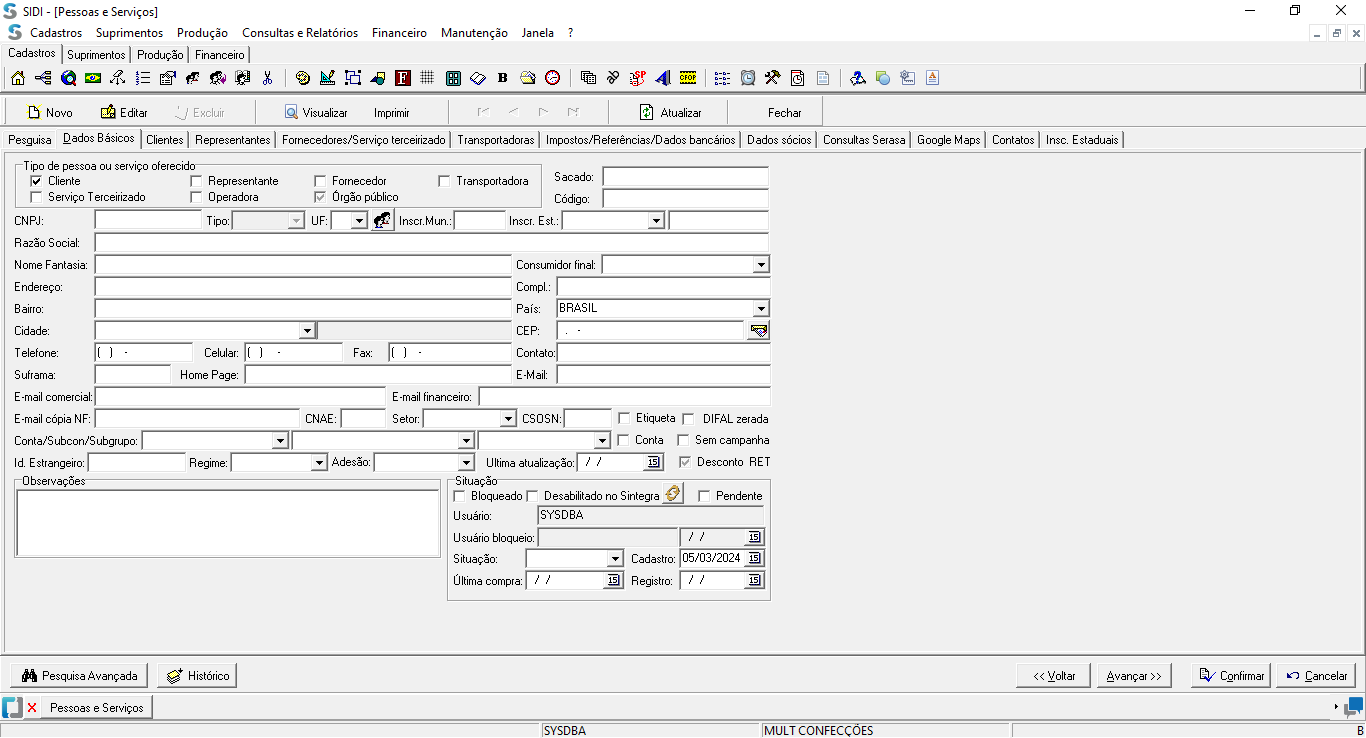 SIDI - [Pessoas e Serviços]
Cadastros Suprimentos Produção Consultas e Relatórios Financeiro Manutenção Janela ?
Cadastros Suprimentos Produção Financeiro
Novo Editar Excluir Visualizar Imprimir Atualizar Fechar
Pesquisa Dados Básicos Clientes Representantes Fornecedores/Serviço terceirizado Transportadoras Impostos/Referências/Dados bancários Dados sócios Consultas Serasa Google Maps Contatos Insc. Estaduais
Tipo de pessoa ou serviço oferecido
Cliente Representante Fornecedor Transportadora Sacado:
Serviço Terceirizado Operadora Órgão público Código:
CNPJ: Tipo: UF: Inscr.Mun.: Inscr. Est.:
Razão Social:
Nome Fantasia: Consumidor final:
Endereço: Compl.:
Bairro: País: BRASIL
Cidade: CEP: . -
Telefone: ( ) - Celular: ( ) - Fax: ( ) - Contato:
Suframa: Home Page: E-Mail:
E-mail comercial: E-mail financeiro:
E-mail cópia NF: CNAE: Setor: CSOSN: Etiqueta DIFAL zerada
Conta/Subcon/Subgrupo: Conta Sem campanha
Id. Estrangeiro: Regime: Adesão: Ultima atualização: / / 15 Desconto RET
Observações Situação
Bloqueado Desabilitado no Sintegra Pendente
Usuário: SYSDBA
Usuário bloqueio: / / 15
Situação: Cadastro: 05/03/2024 15
Última compra: / / 15 Registro: / / 15
Pesquisa Avançada Histórico << Voltar Avançar >> Confirmar Cancelar
Pessoas e Serviços
SYSDBA MULT CONFECÇÕES B